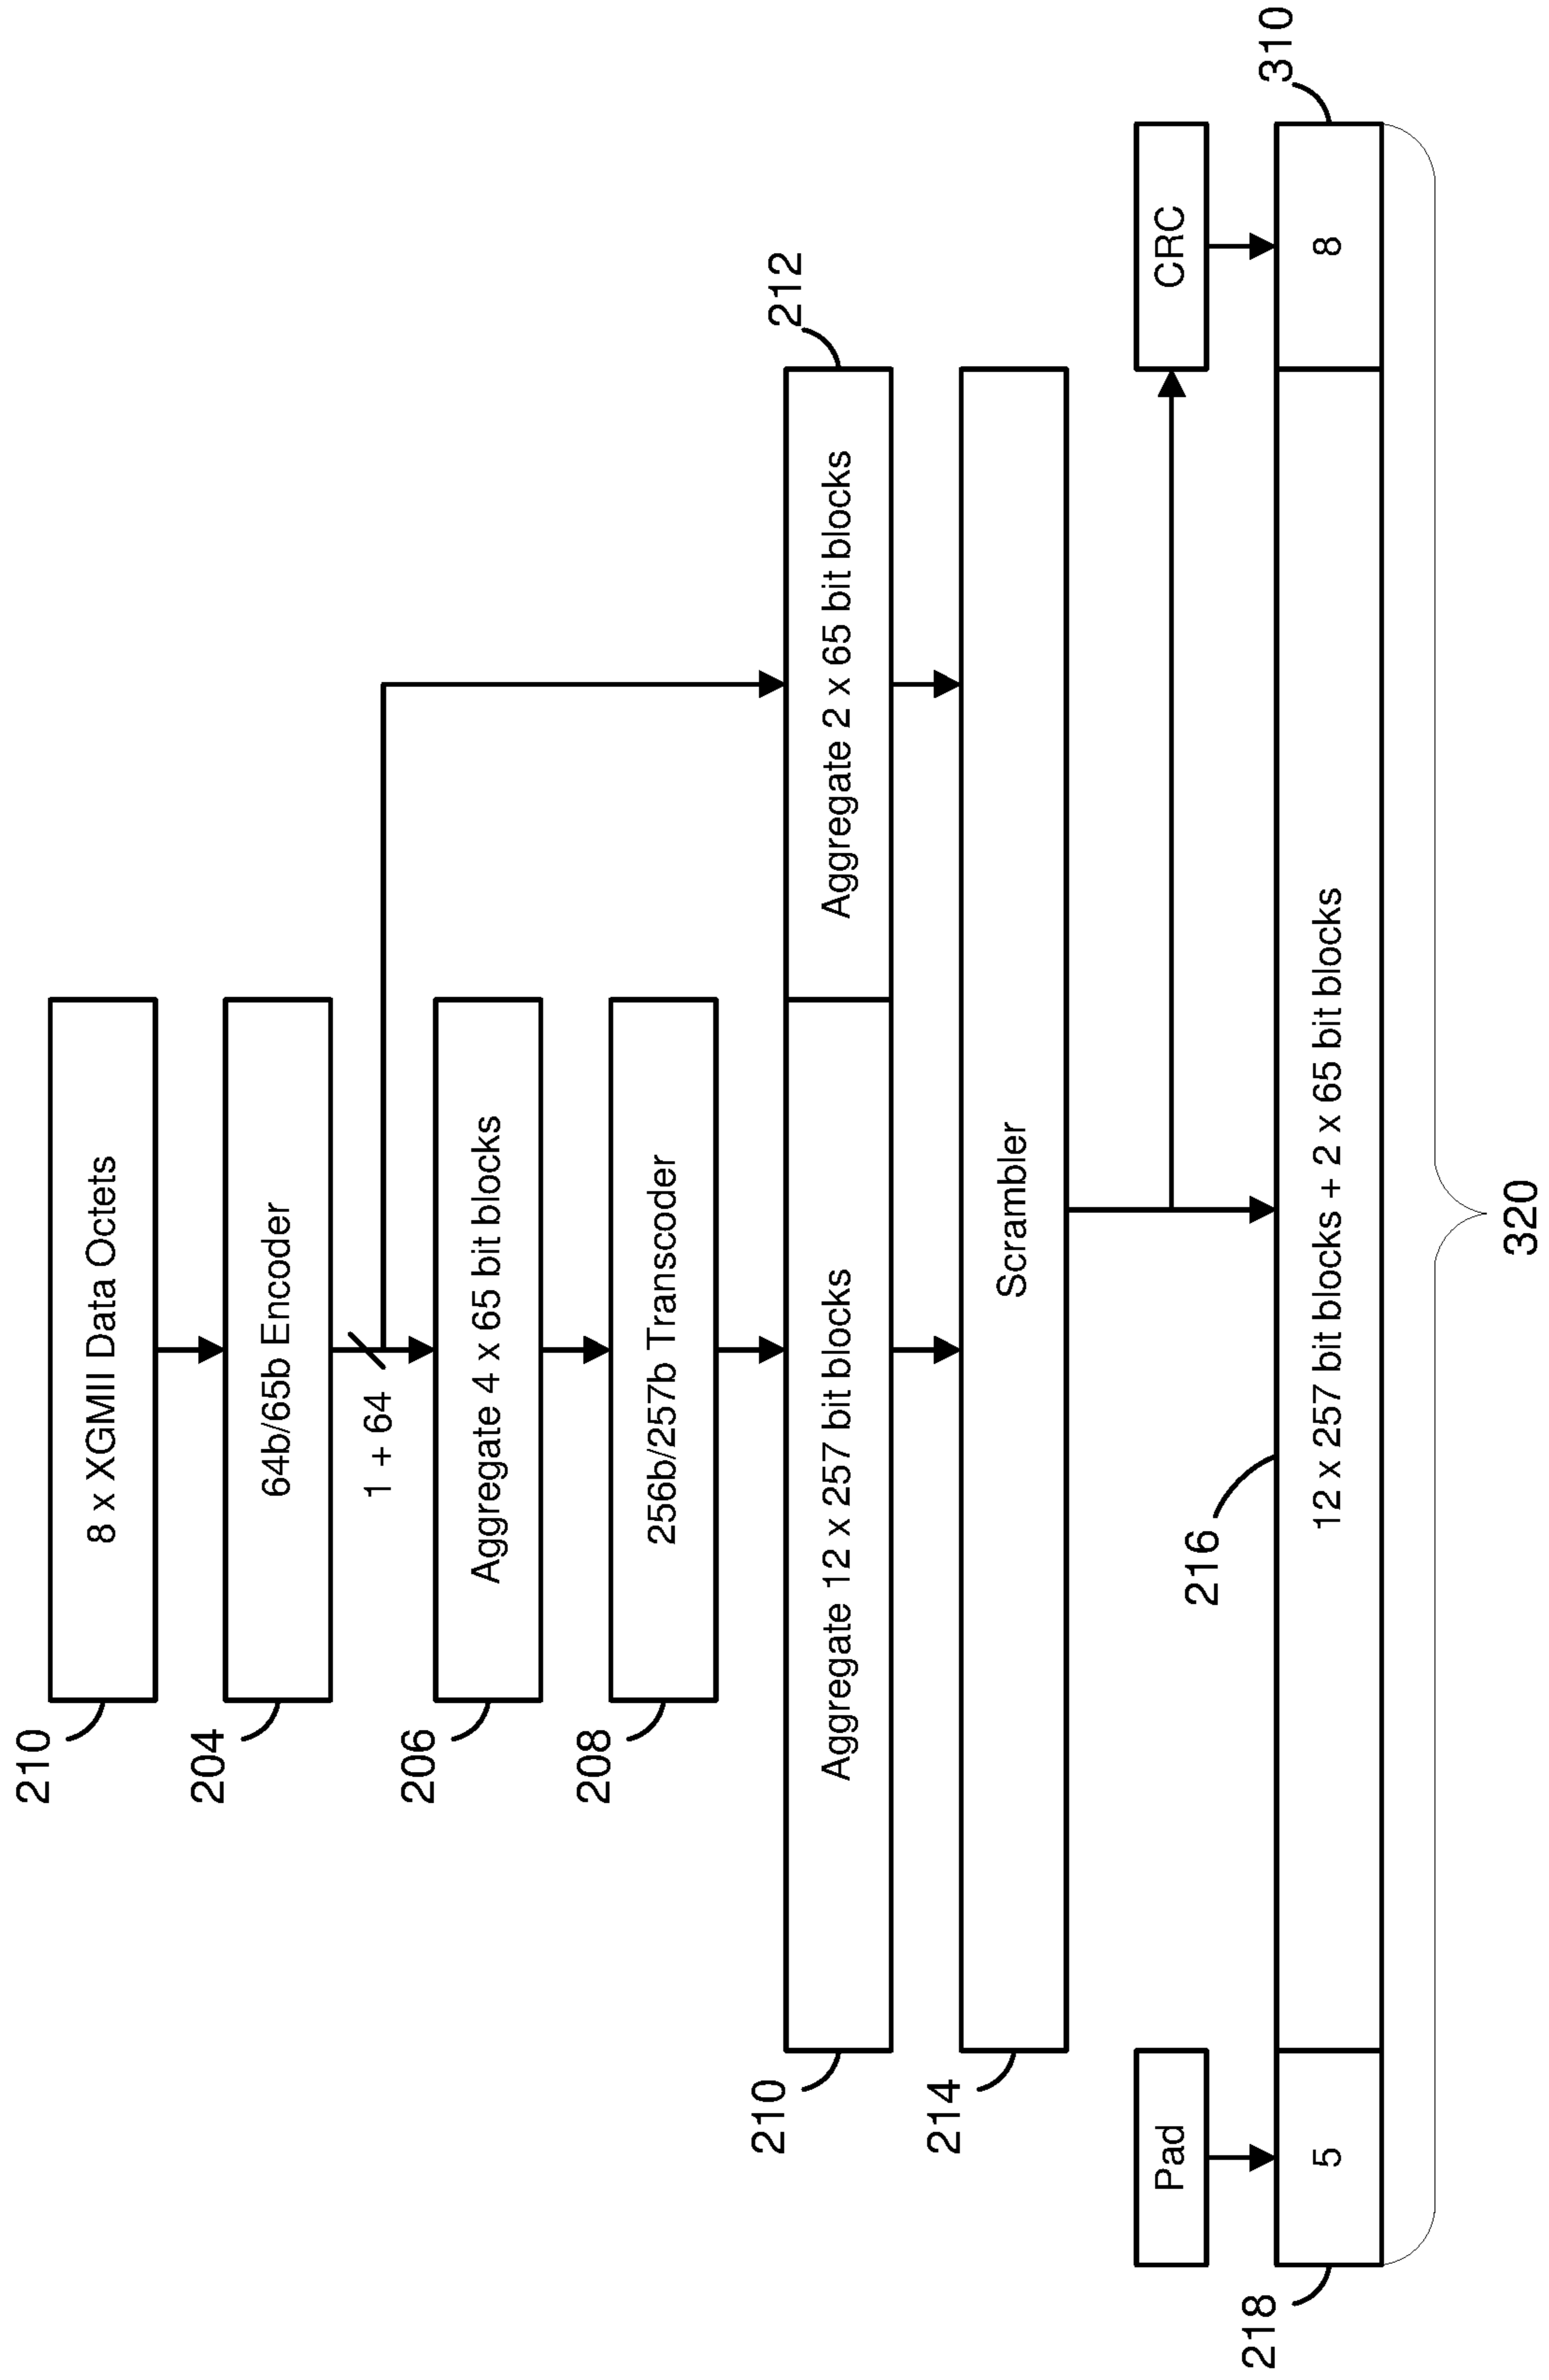 210
8 x XGMII Data Octets
204
64b/65b Encoder
1 + 64
206
Aggregate 4 x 65 bit blocks
208
256b/257b Transcoder
210
Aggregate 12 x 257 bit blocks
Aggregate 2 x 65 bit blocks
212
214
Scrambler
Pad
CRC
216
218
5
12 x 257 bit blocks + 2 x 65 bit blocks
8
310
320